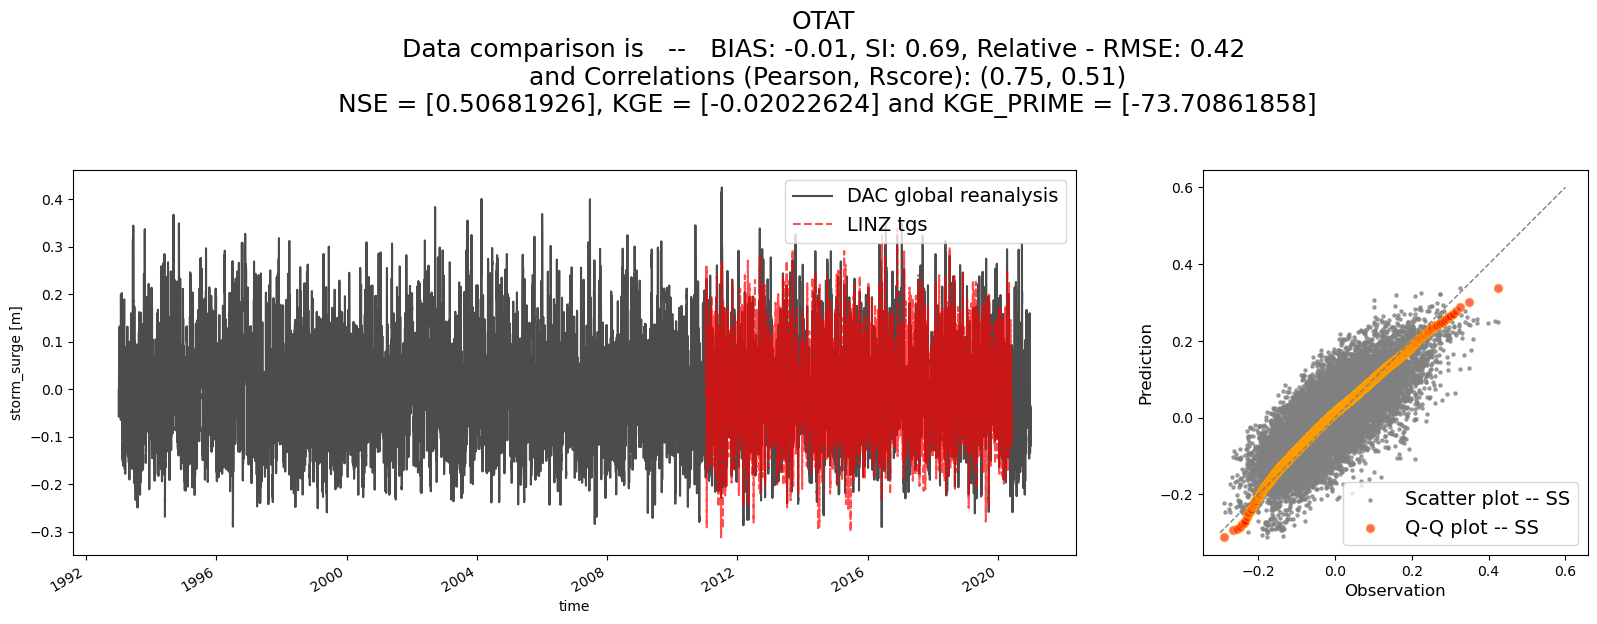 OTAT
Data comparison is -- BIAS: -0.01, SI: 0.69, Relative - RMSE: 0.42
and Correlations (Pearson, Rscore): (0.75, 0.51)
NSE = [0.50681926], KGE = [-0.02022624] and KGE_PRIME = [-73.70861858]
storm_surge [m]
0.4
0.3
0.2
0.1
0.0
−0.1
−0.2
−0.3
DAC global reanalysis
LINZ tgs
1992
1996
2000
2004
2008
2012
2016
2020
time
Prediction
0.6
0.4
0.2
0.0
−0.2
Scatter plot -- SS
Q-Q plot -- SS
−0.2
0.0
0.2
0.4
0.6
Observation